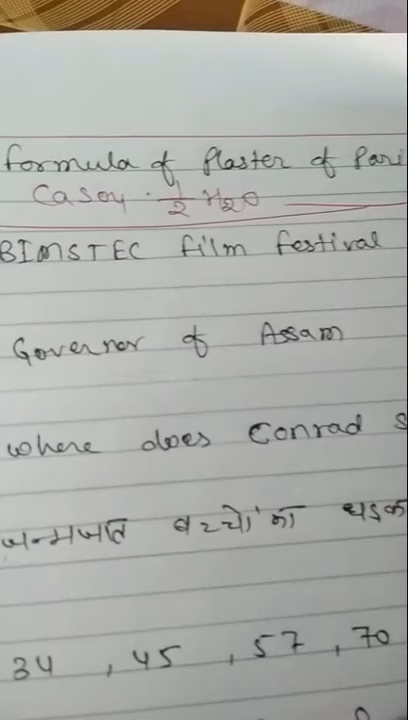 formula of Plaster of Pari
CaSO4 · 1/2 H2O
BIMSTEC film festival
Governor of Assam
where does Conrad S
जन्मजात बच्चों का धडक
34 , 45 , 57 , 70